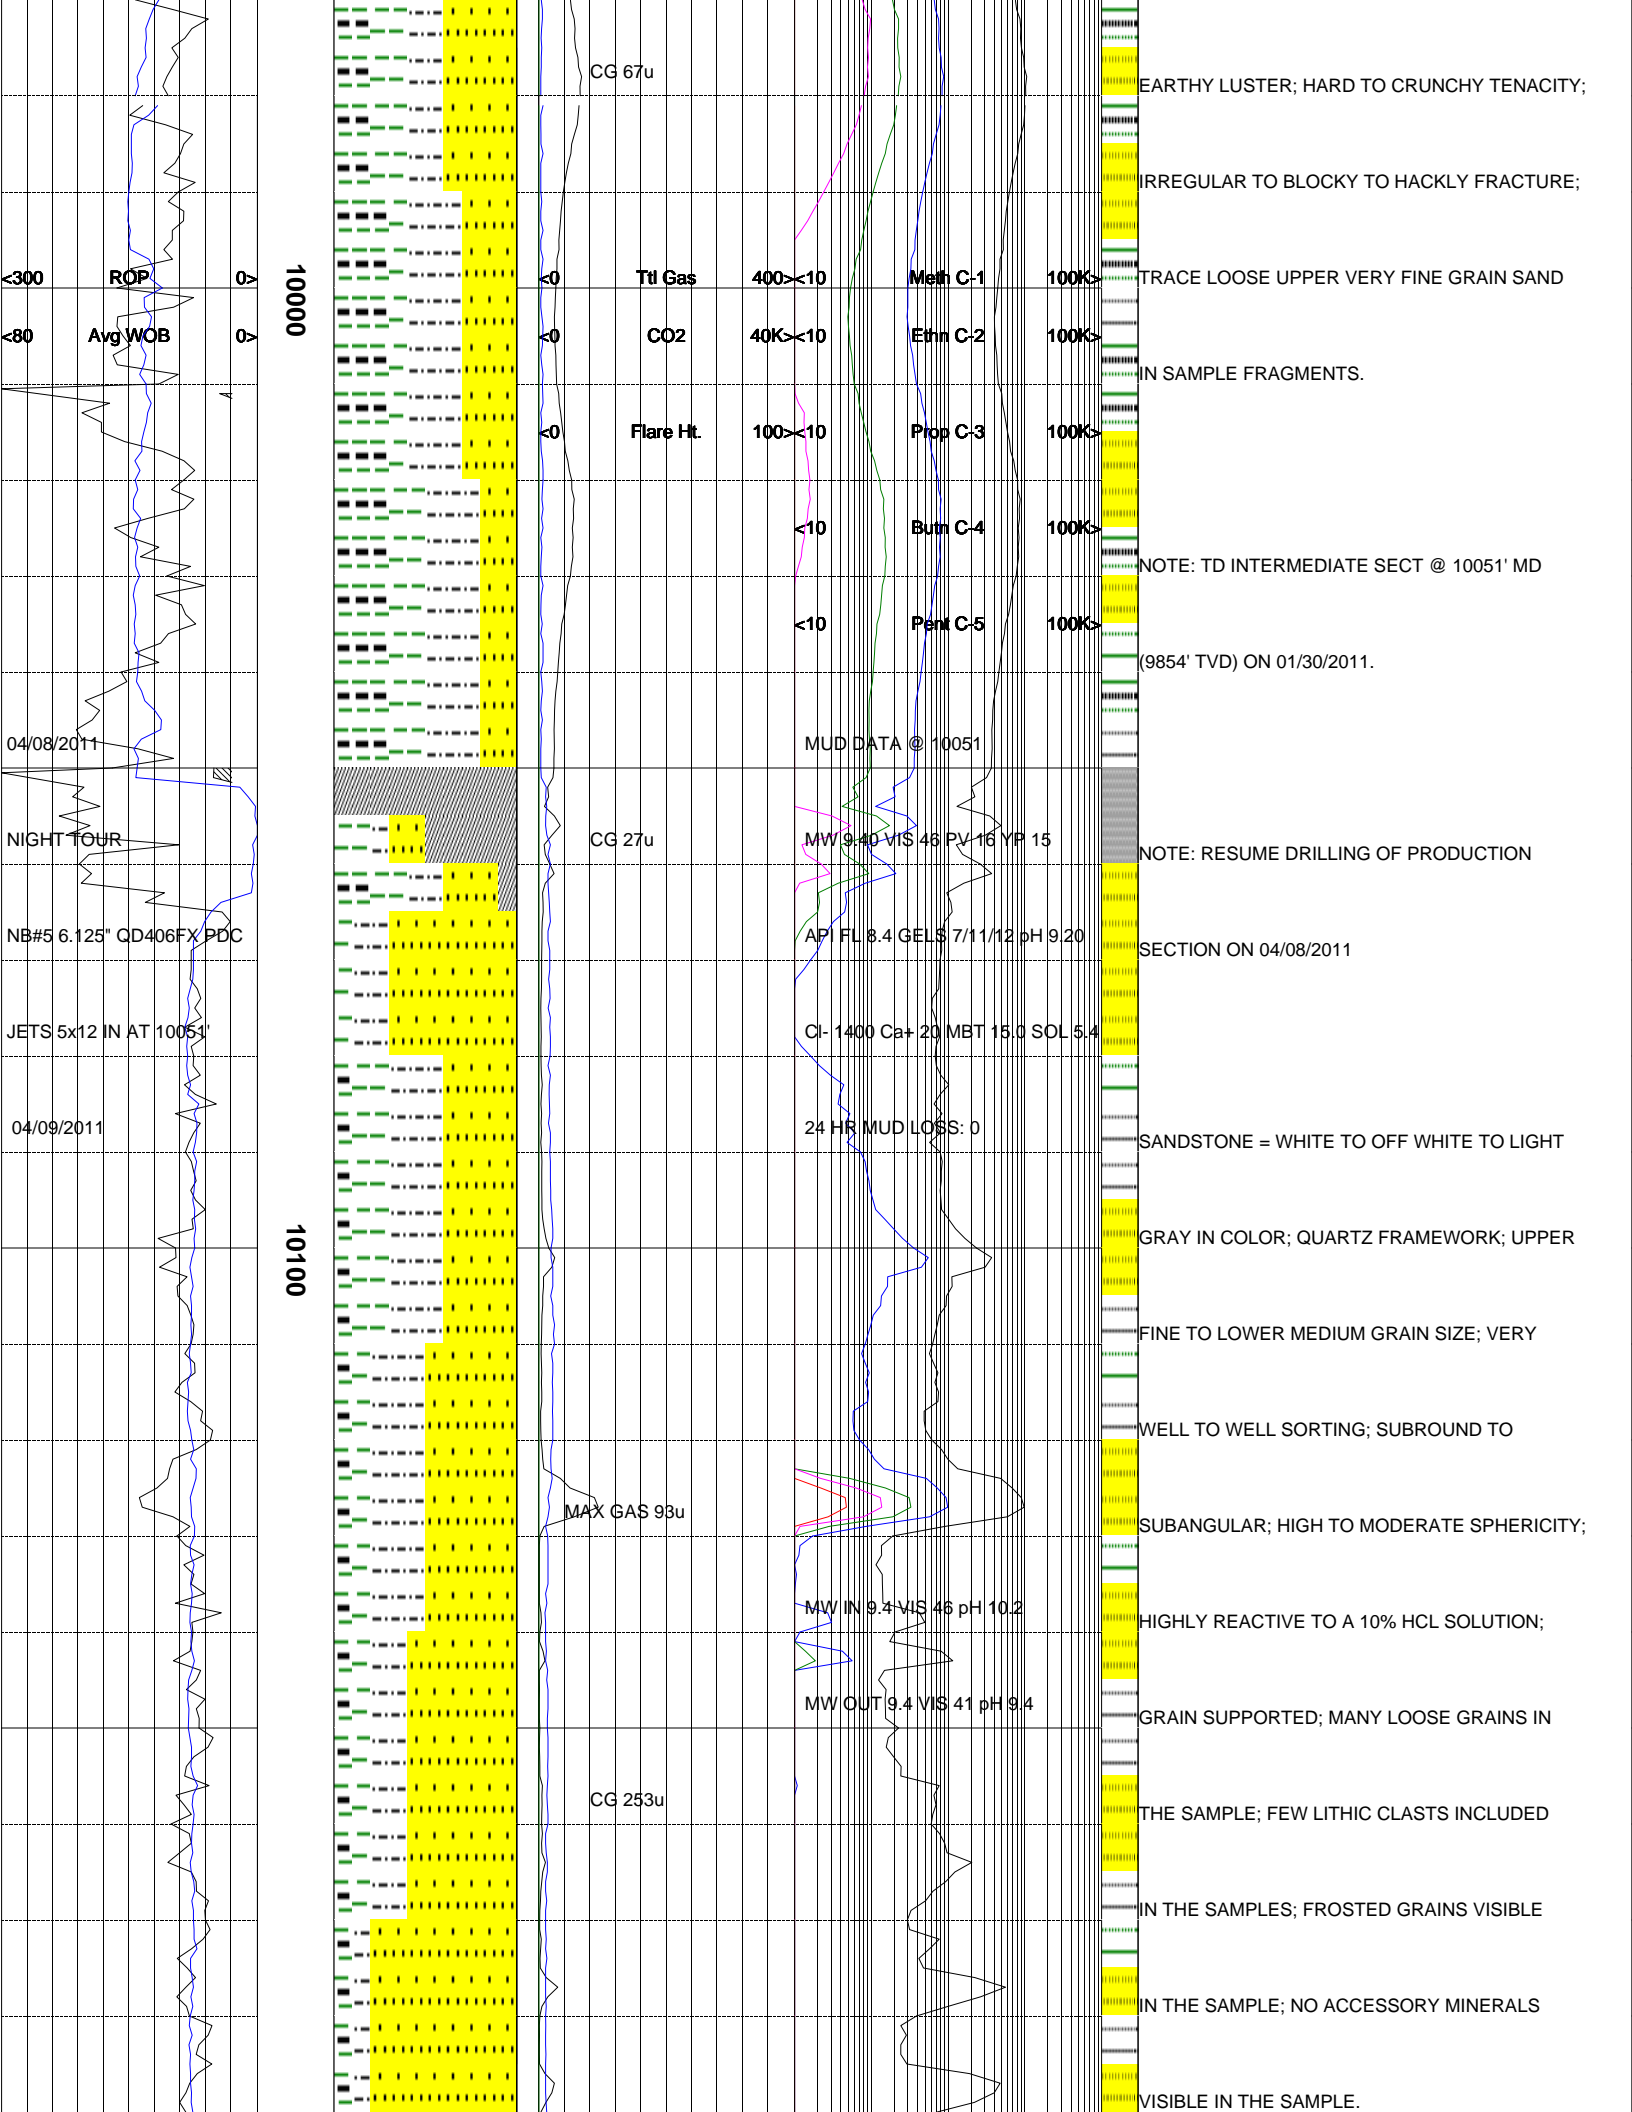 CG 67u
EARTHY LUSTER; HARD TO CRUNCHY TENACITY;
IRREGULAR TO BLOCKY TO HACKLY FRACTURE;
<300 ROP 0> <0 Ttl Gas 400> <10 Meth C-1 100K> TRACE LOOSE UPPER VERY FINE GRAIN SAND
10000
<80 Avg WOB 0> <0 CO2 40K> <10 Ethn C-2 100K>
IN SAMPLE FRAGMENTS.
<0 Flare Ht. 100> <10 Prop C-3 100K>
<10 Butn C-4 100K>
NOTE: TD INTERMEDIATE SECT @ 10051' MD
<10 Pent C-5 100K>
(9854' TVD) ON 01/30/2011.
04/08/2011 MUD DATA @ 10051
NIGHT TOUR CG 27u MW 9.40 VIS 46 PV 16 YP 15
NOTE: RESUME DRILLING OF PRODUCTION
NB#5 6.125" QD406FX PDC API FL 8.4 GELS 7/11/12 pH 9.20
SECTION ON 04/08/2011
JETS 5x12 IN AT 10051' Cl- 1400 Ca+ 20 MBT 15.0 SOL 5.4
04/09/2011 24 HR MUD LOSS: 0
SANDSTONE = WHITE TO OFF WHITE TO LIGHT
GRAY IN COLOR; QUARTZ FRAMEWORK; UPPER
10100
FINE TO LOWER MEDIUM GRAIN SIZE; VERY
WELL TO WELL SORTING; SUBROUND TO
MAX GAS 93u
SUBANGULAR; HIGH TO MODERATE SPHERICITY;
MW IN 9.4 VIS 46 pH 10.2
HIGHLY REACTIVE TO A 10% HCL SOLUTION;
MW OUT 9.4 VIS 41 pH 9.4
GRAIN SUPPORTED; MANY LOOSE GRAINS IN
CG 253u
THE SAMPLE; FEW LITHIC CLASTS INCLUDED
IN THE SAMPLES; FROSTED GRAINS VISIBLE
IN THE SAMPLE; NO ACCESSORY MINERALS
VISIBLE IN THE SAMPLE.